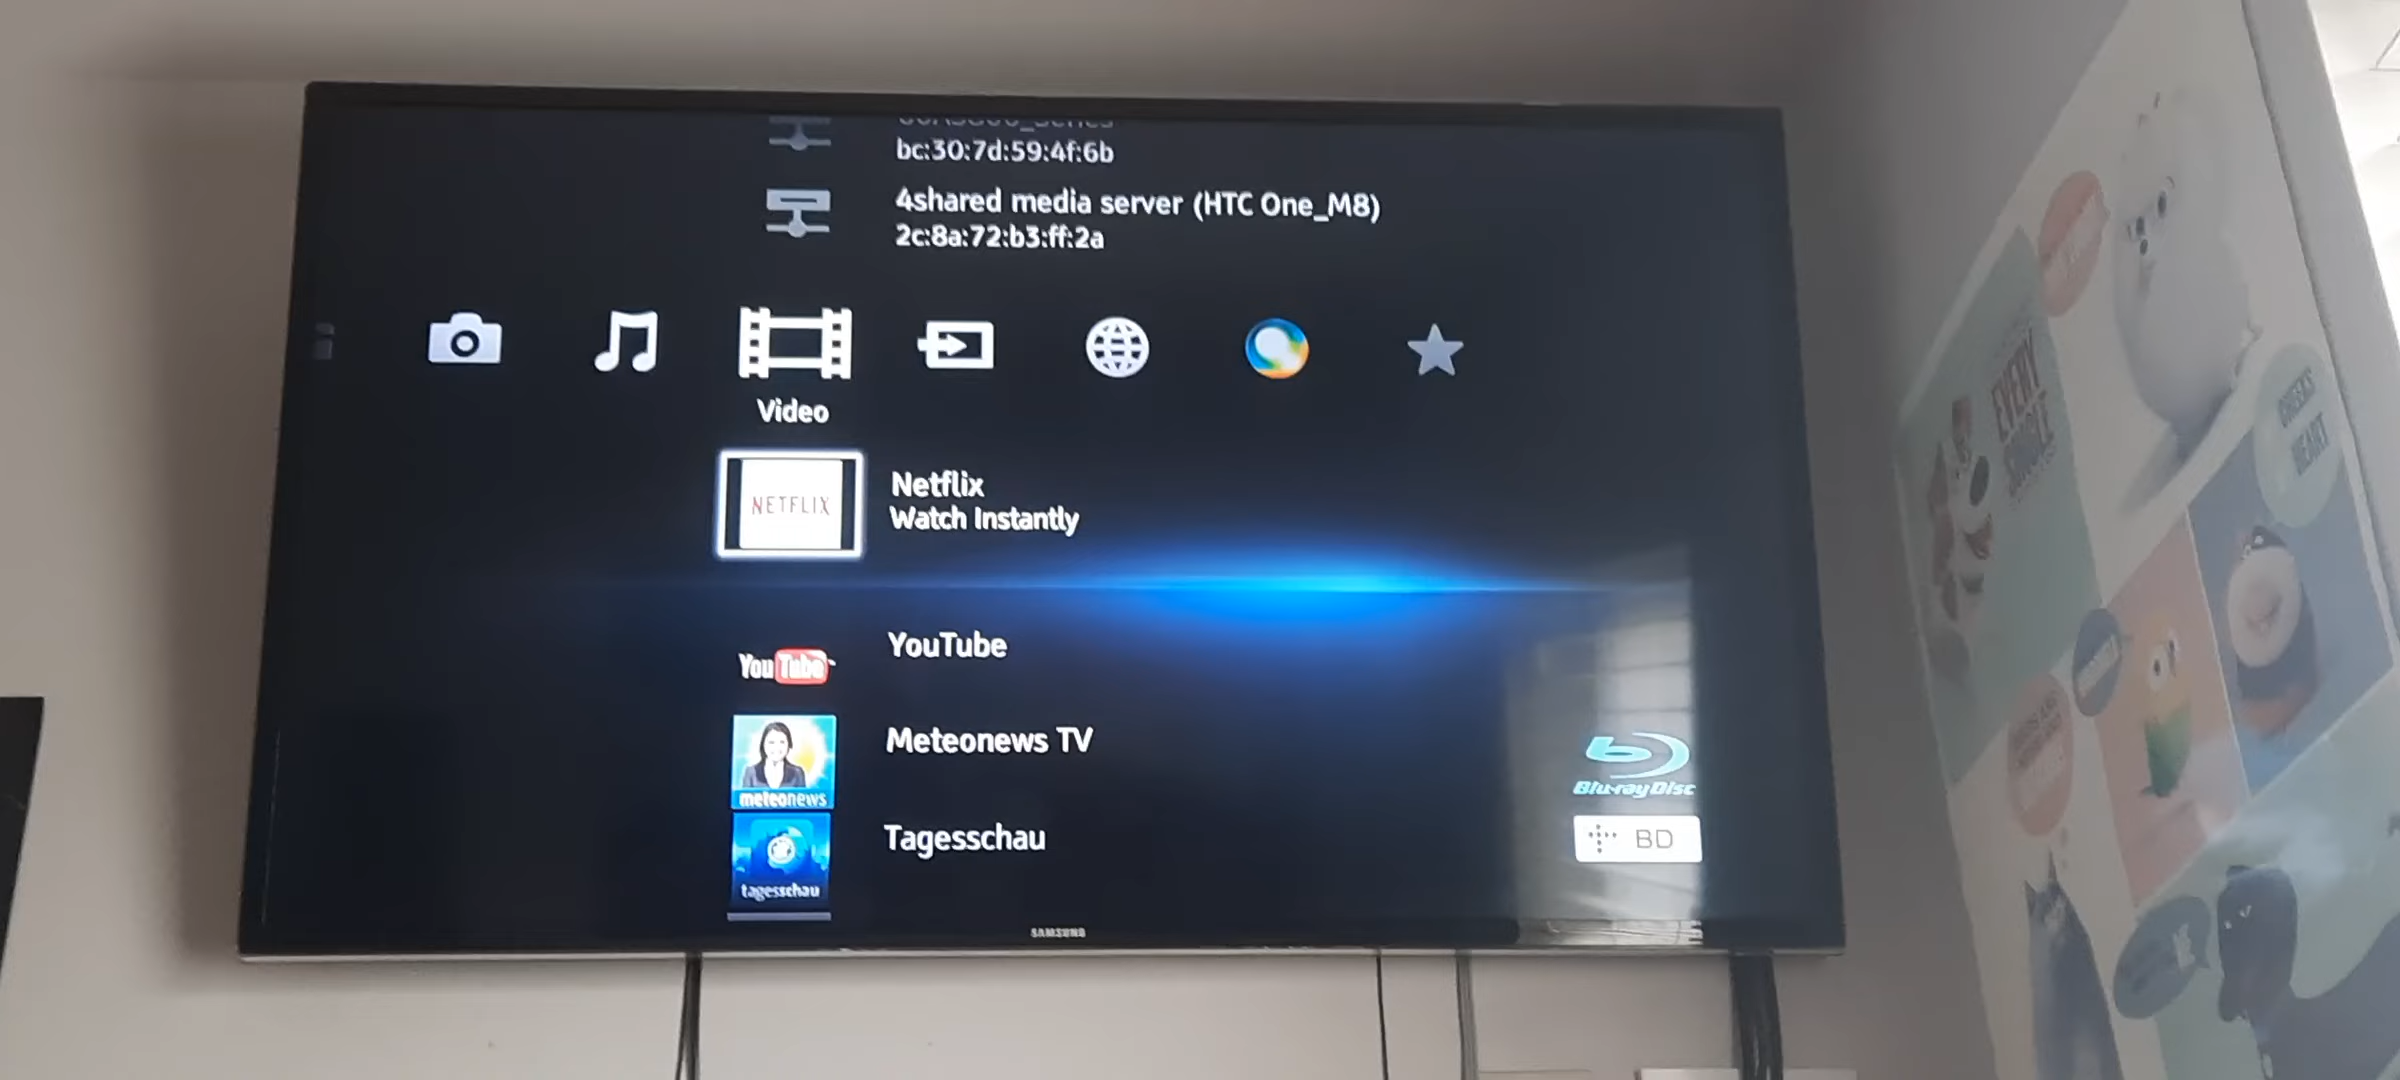 bc:30:7d:59:4f:6b
4shared media server (HTC One_M8)
2c:8a:72:b3:ff:2a
Video
NETFLIX
Netflix
Watch Instantly
YouTube
YouTube
Meteonews TV
meteonews
Tagesschau
tagesschau
Blu-ray Disc
BD
SAMSUNG
EVERY